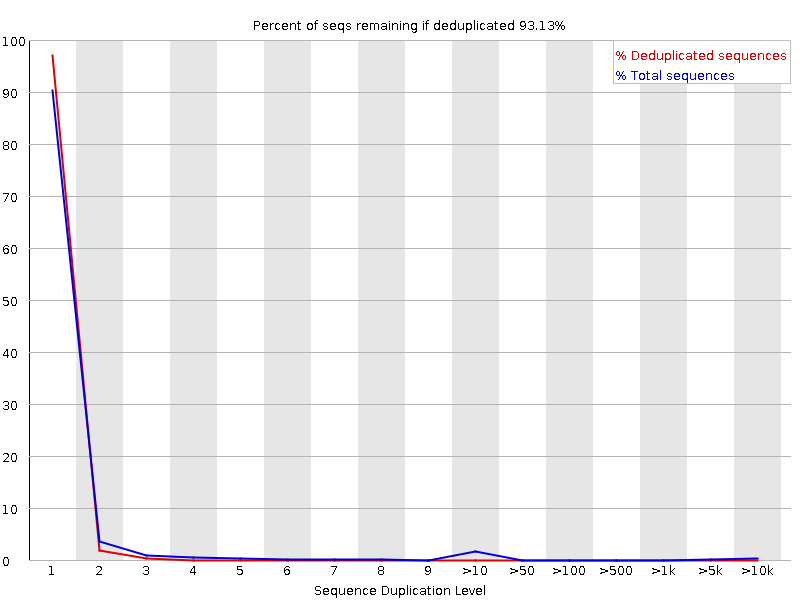 Percent of seqs remaining if deduplicated 93.13%
% Deduplicated sequences
% Total sequences
100
90
80
70
60
50
40
30
20
10
0
1 2 3 4 5 6 7 8 9 >10 >50 >100 >500 >1k >5k >10k
Sequence Duplication Level